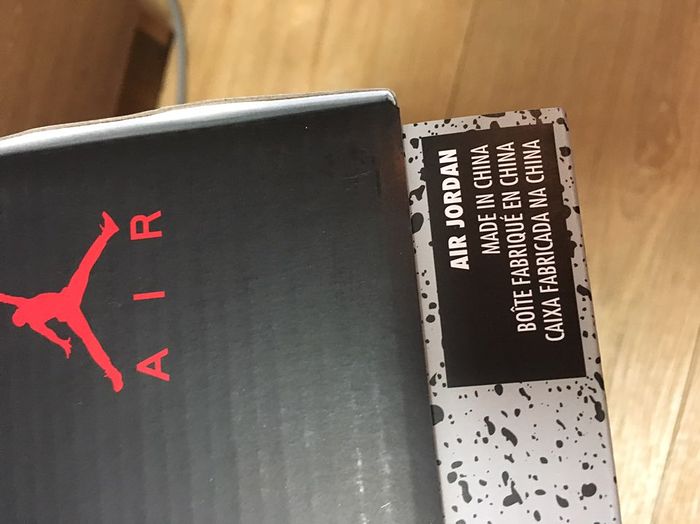 AIR
AIR JORDAN
MADE IN CHINA
BOÎTE FABRIQUÉ EN CHINA
CAIXA FABRICADA NA CHINA